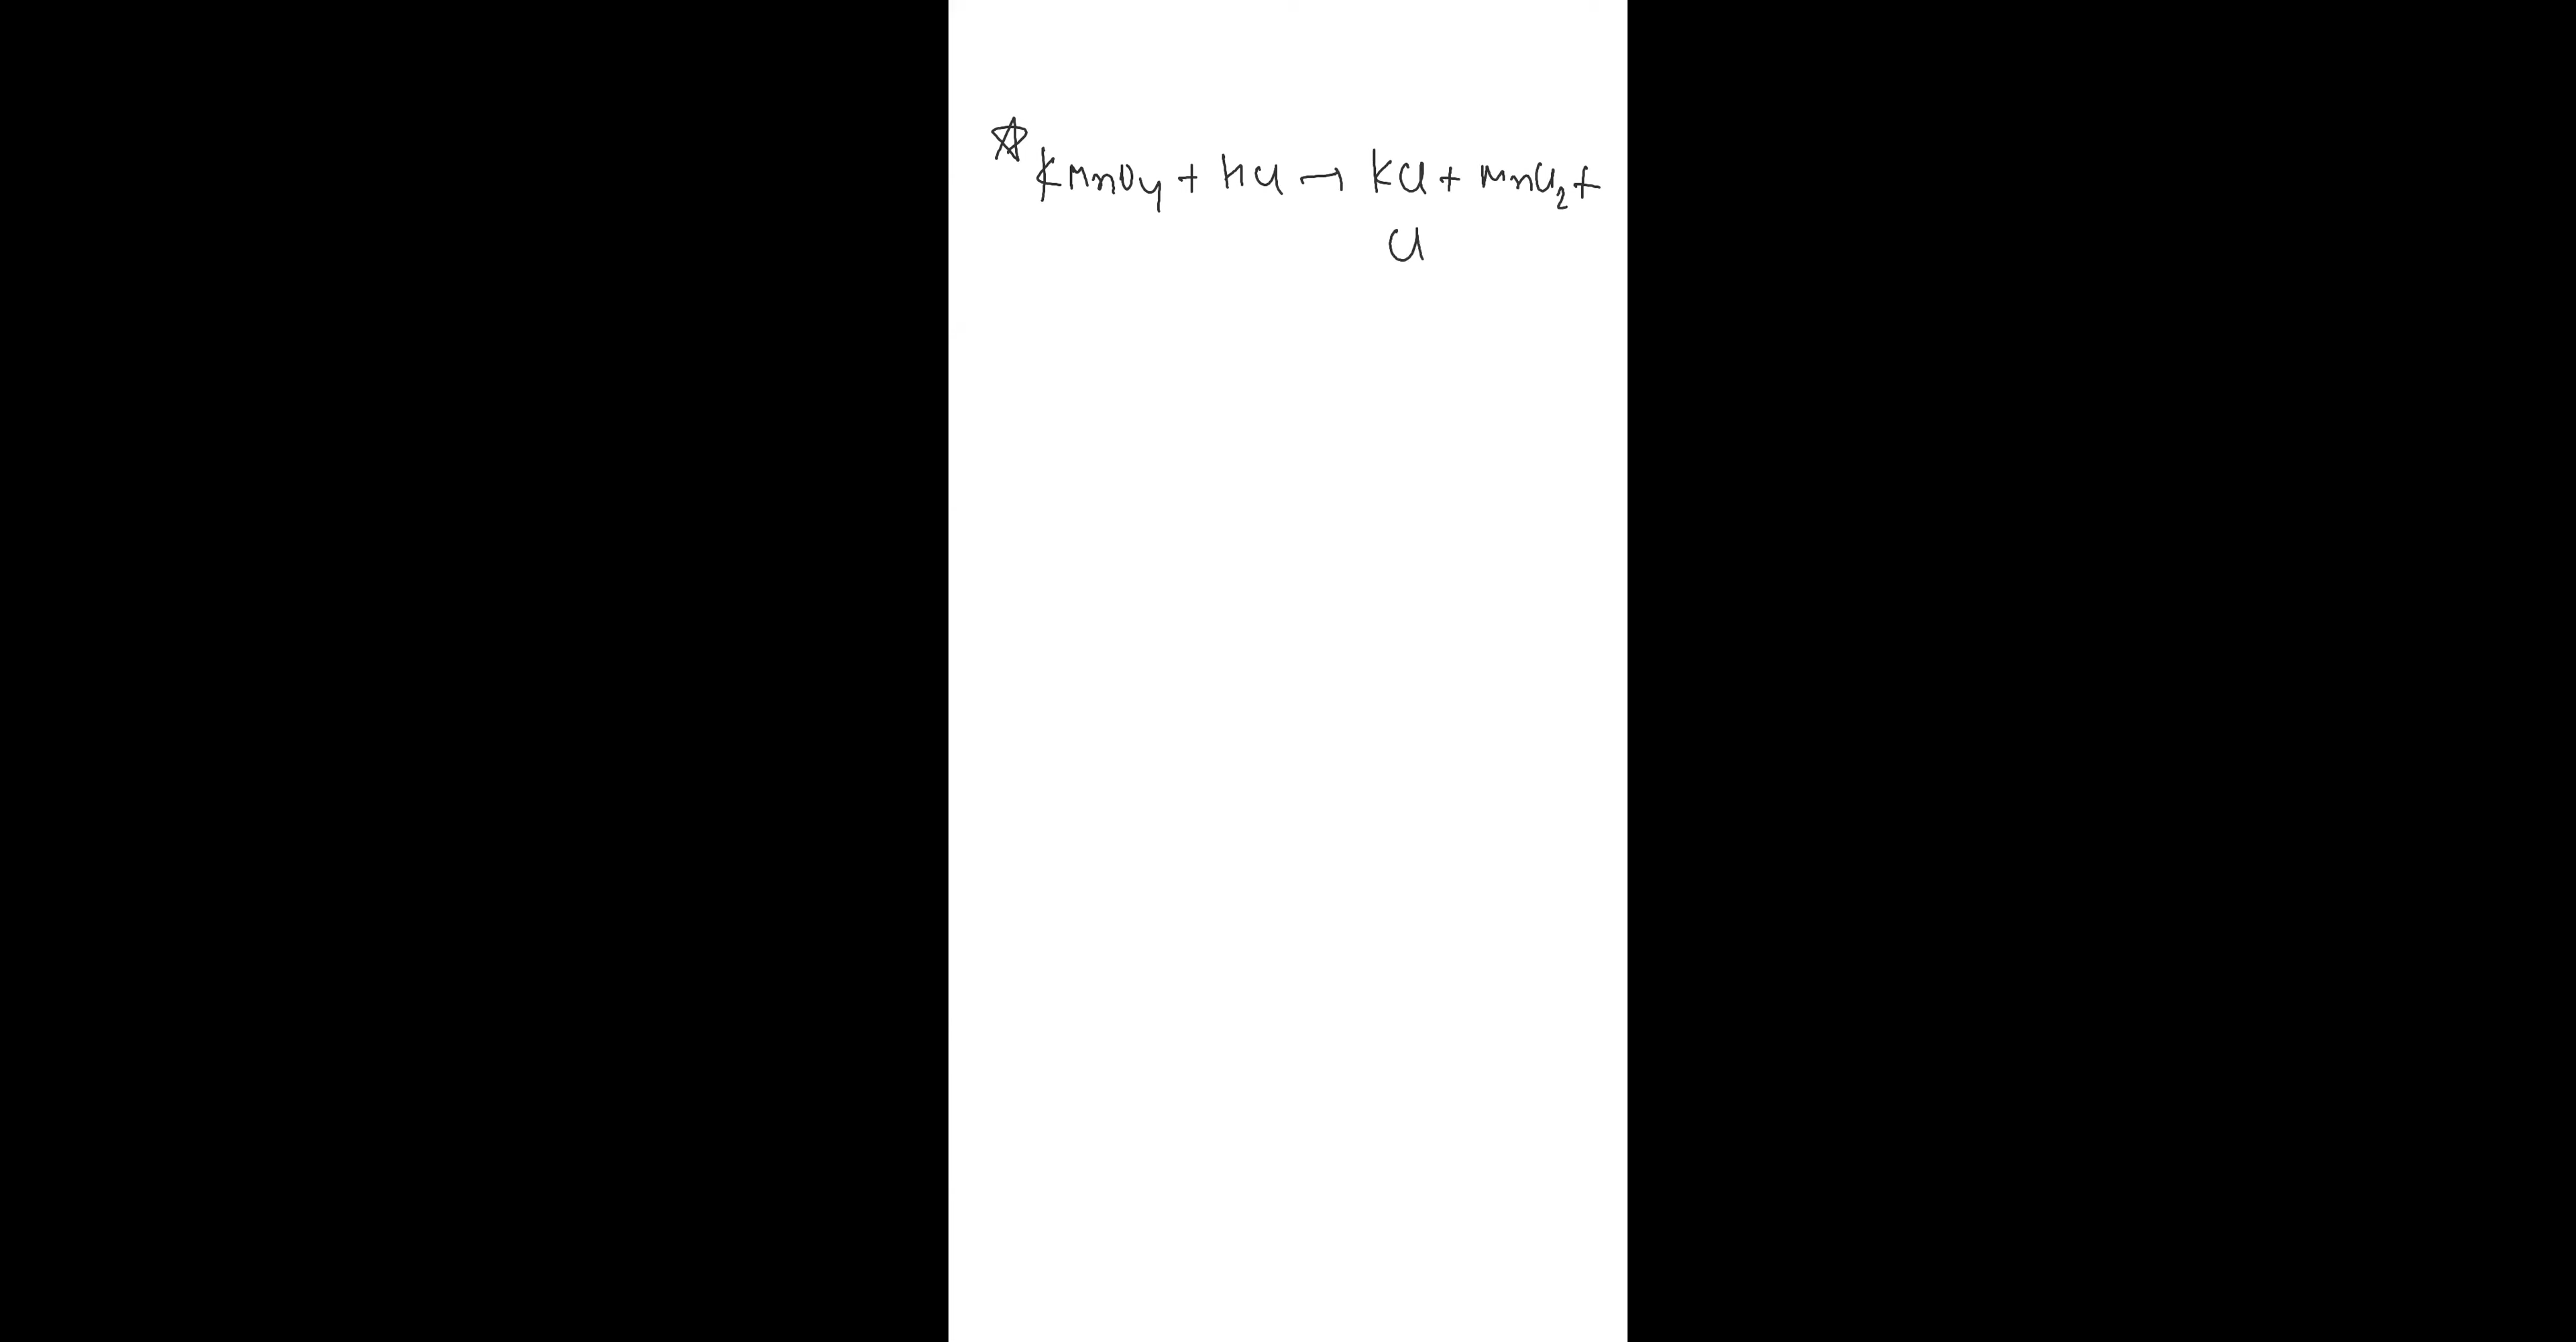 ☆ KMnO4 + HCl → KCl + MnCl2 +
Cl